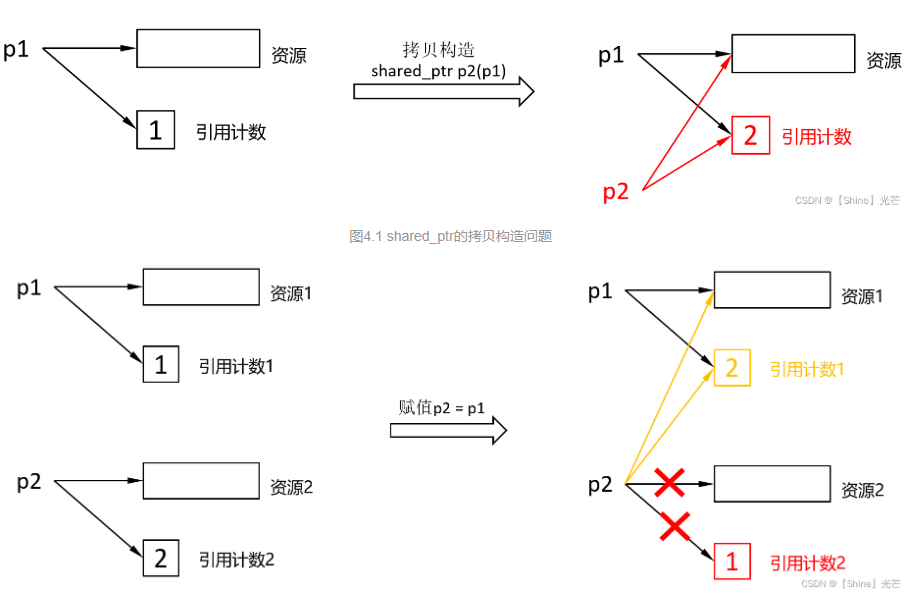 p1
资源
1
引用计数
拷贝构造
shared_ptr p2(p1)
p1
资源
2
引用计数
p2
CSDN @【Shine】光芒
图4.1 shared_ptr的拷贝构造问题
p1
资源1
1
引用计数1
p2
资源2
2
引用计数2
赋值p2 = p1
p1
资源1
2
引用计数1
p2
资源2
1
引用计数2
CSDN @【Shine】光芒